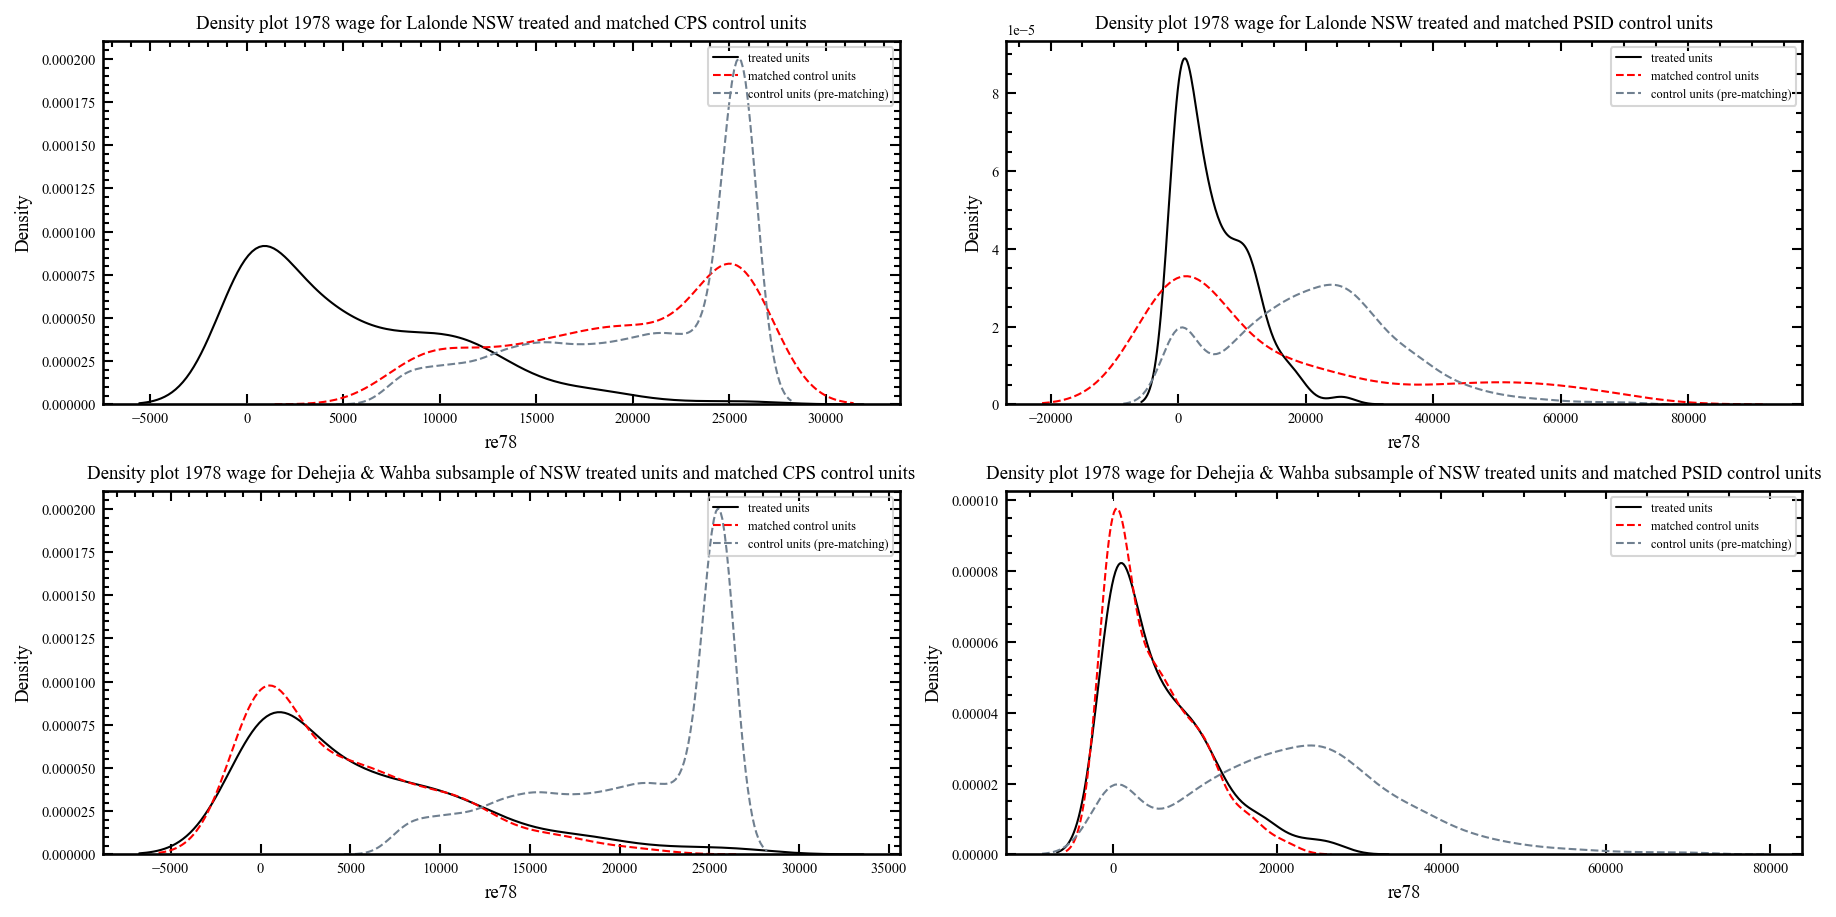 Density plot 1978 wage for Lalonde NSW treated and matched CPS control units
0.000200
0.000175
0.000150
0.000125
0.000100
0.000075
0.000050
0.000025
0.000000
Density
treated units
matched control units
control units (pre-matching)
−5000 0 5000 10000 15000 20000 25000 30000
re78
Density plot 1978 wage for Lalonde NSW treated and matched PSID control units
1e−5
8
6
4
2
0
Density
treated units
matched control units
control units (pre-matching)
−20000 0 20000 40000 60000 80000
re78
Density plot 1978 wage for Dehejia & Wahba subsample of NSW treated units and matched CPS control units
0.000200
0.000175
0.000150
0.000125
0.000100
0.000075
0.000050
0.000025
0.000000
Density
treated units
matched control units
control units (pre-matching)
−5000 0 5000 10000 15000 20000 25000 30000 35000
re78
Density plot 1978 wage for Dehejia & Wahba subsample of NSW treated units and matched PSID control units
0.00010
0.00008
0.00006
0.00004
0.00002
0.00000
Density
treated units
matched control units
control units (pre-matching)
0 20000 40000 60000 80000
re78